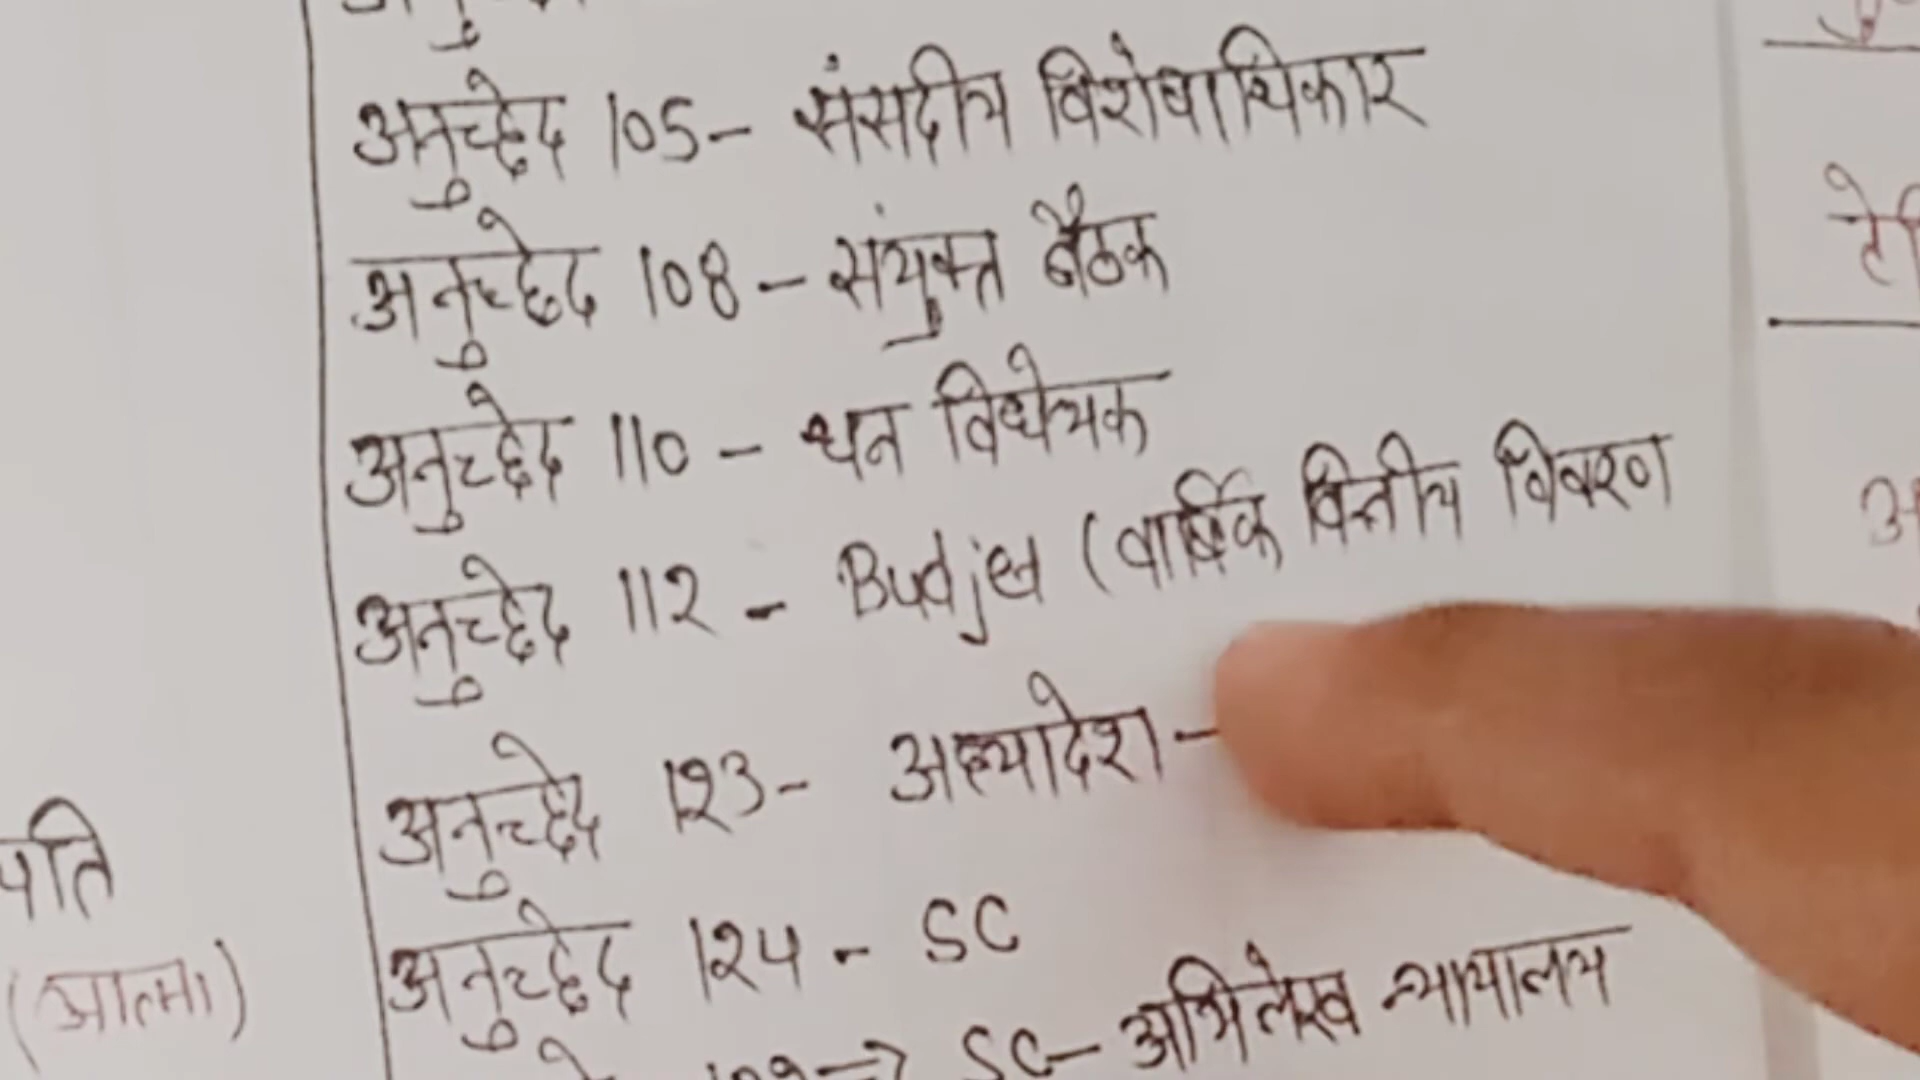 अनुच्छेद 105- संसदीय विशेषाधिकार
अनुच्छेद 108 - संयुक्त बैठक
अनुच्छेद 110 - धन विधेयक
अनुच्छेद 112 - Budjet (वार्षिक वित्तीय विवरण
अनुच्छेद 123- अध्यादेश -
पति
अनुच्छेद 124 - SC
(आत्मा)
SC- अभिलेख न्यायालय